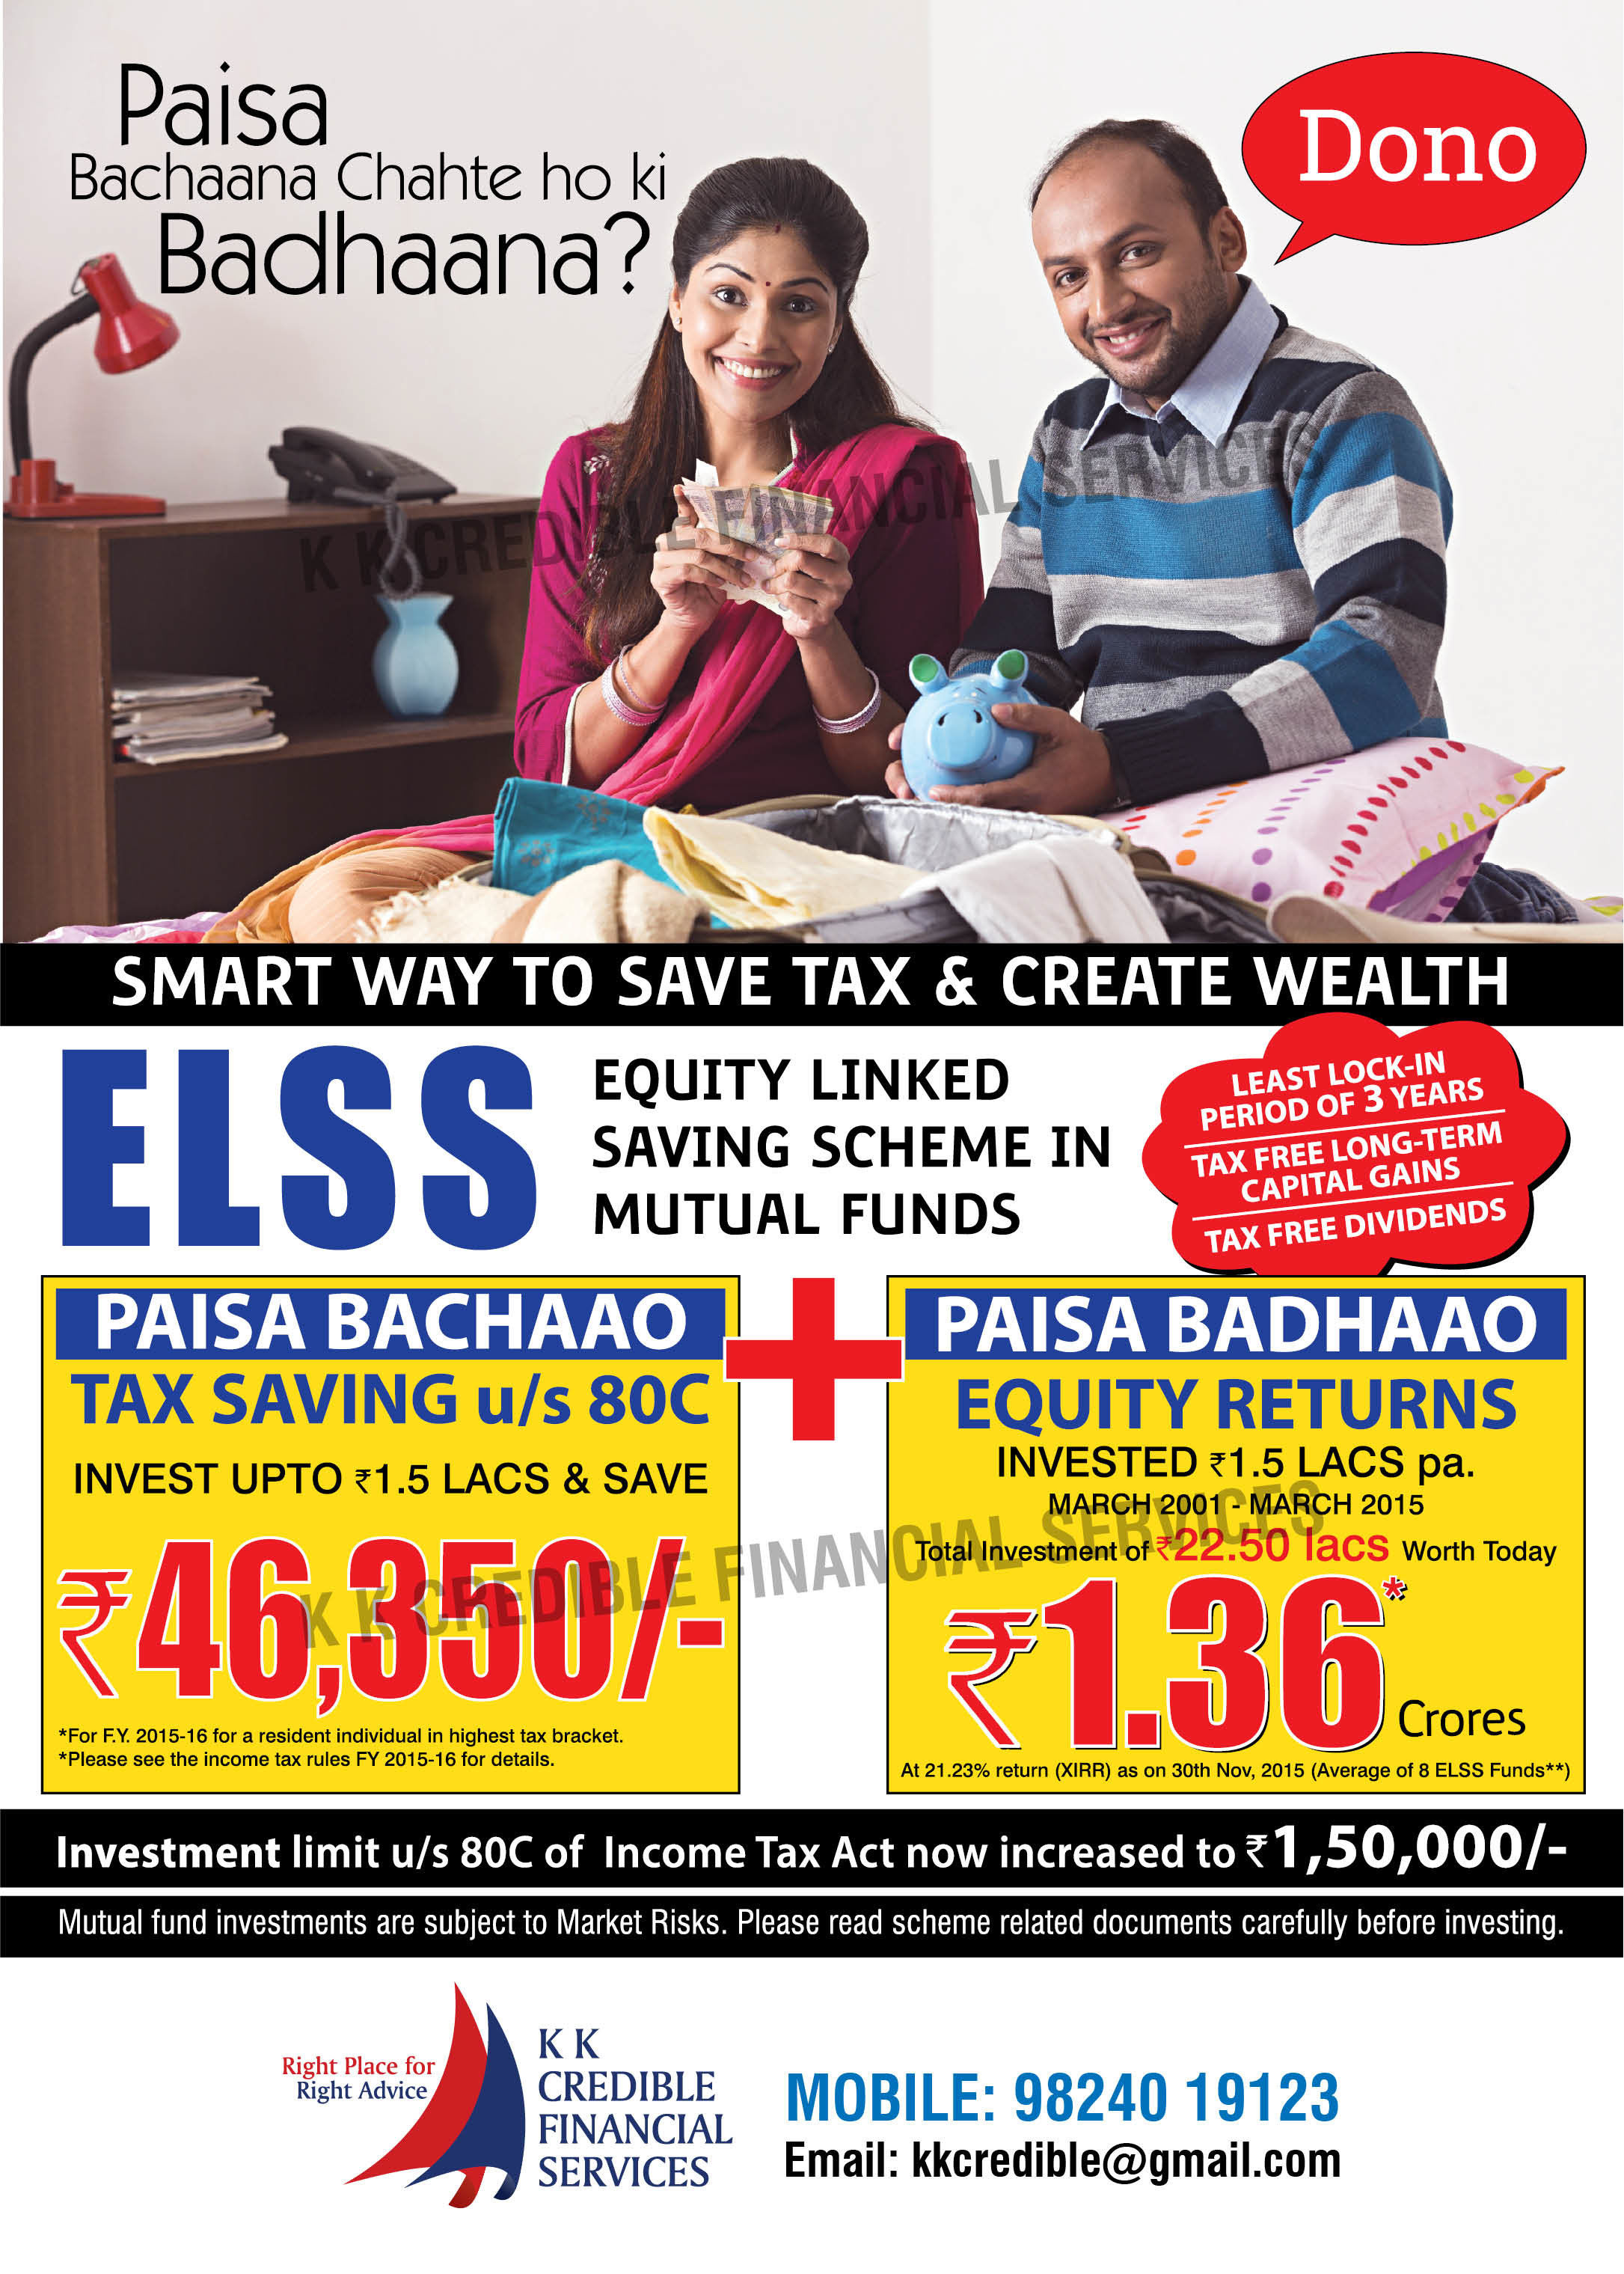 Paisa
Bachaana Chahte ho ki
Badhaana?
Dono
K K CREDIBLE FINANCIAL SERVICES
SMART WAY TO SAVE TAX & CREATE WEALTH
ELSS
EQUITY LINKED
SAVING SCHEME IN
MUTUAL FUNDS
LEAST LOCK-IN
PERIOD OF 3 YEARS
TAX FREE LONG-TERM
CAPITAL GAINS
TAX FREE DIVIDENDS
PAISA BACHAAO
TAX SAVING u/s 80C
INVEST UPTO ₹1.5 LACS & SAVE
₹46,350/-
*For F.Y. 2015-16 for a resident individual in highest tax bracket.
*Please see the income tax rules FY 2015-16 for details.
+
PAISA BADHAAO
EQUITY RETURNS
INVESTED ₹1.5 LACS pa.
MARCH 2001 - MARCH 2015
Total Investment of ₹22.50 lacs Worth Today
₹1.36* Crores
At 21.23% return (XIRR) as on 30th Nov, 2015 (Average of 8 ELSS Funds**)
K K CREDIBLE FINANCIAL SERVICES
Investment limit u/s 80C of Income Tax Act now increased to ₹1,50,000/-
Mutual fund investments are subject to Market Risks. Please read scheme related documents carefully before investing.
Right Place for
Right Advice
K K
CREDIBLE
FINANCIAL
SERVICES
MOBILE: 98240 19123
Email: kkcredible@gmail.com